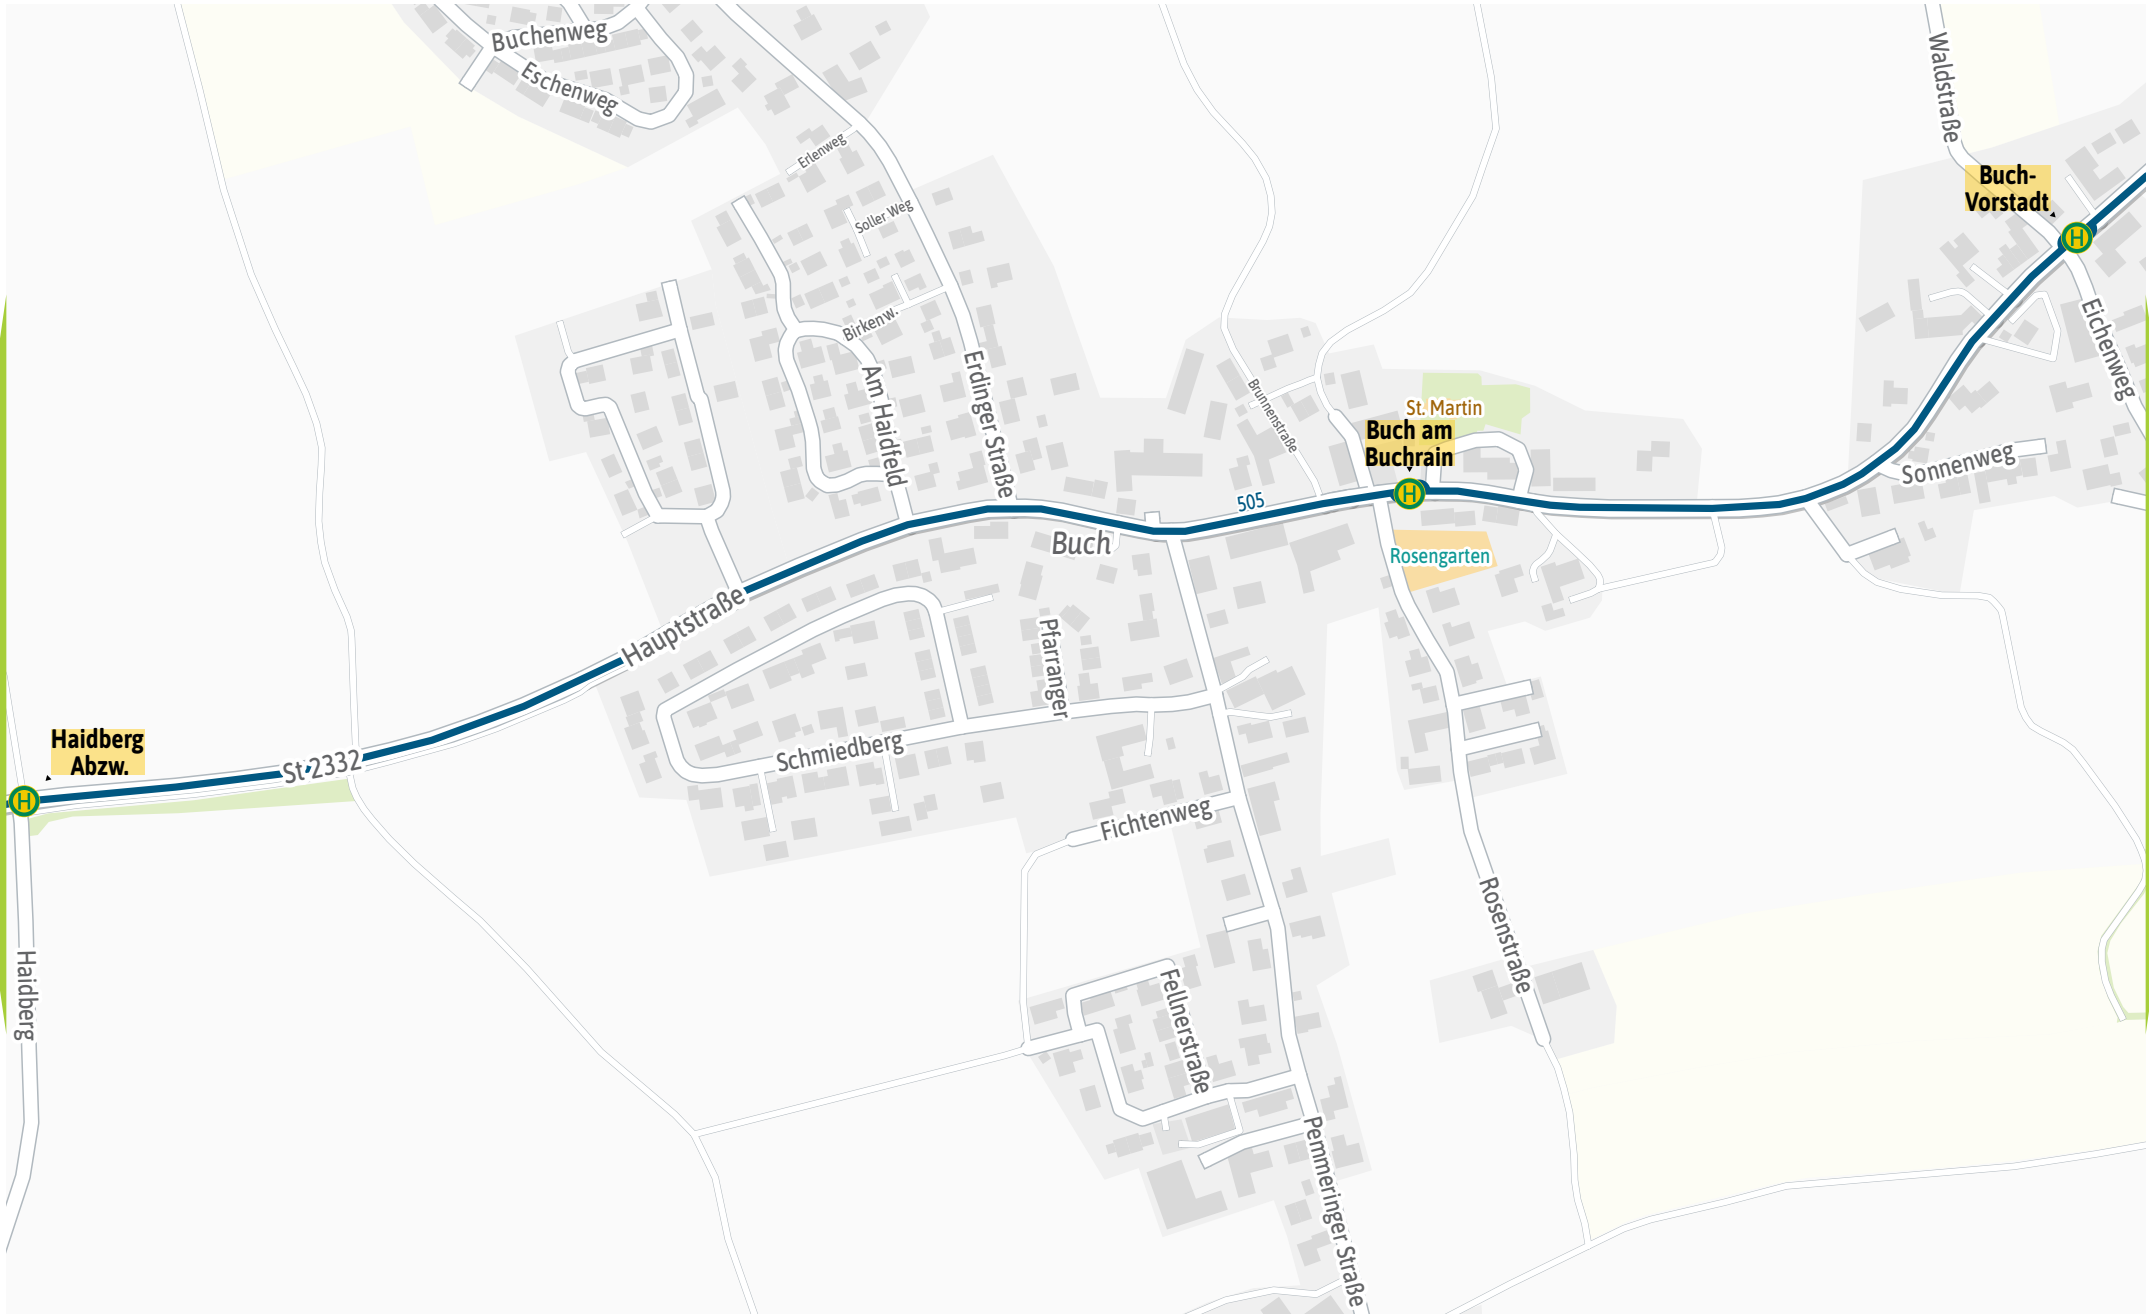 Buchenweg
Eschenweg
Waldstraße
Erlenweg
Buch-
Vorstadt
H
Soller Weg
Birkenw.
Eichenweg
Erdinger Straße
Am Haidfeld
Brunnenstraße
St. Martin
Buch am
Buchrain
H
Sonnenweg
505
Buch
Rosengarten
Hauptstraße
Pfarranger
Haidberg
Abzw.
H
St 2332
Schmiedberg
Fichtenweg
Rosenstraße
Haidberg
Fellnerstraße
Pemmeringer Straße